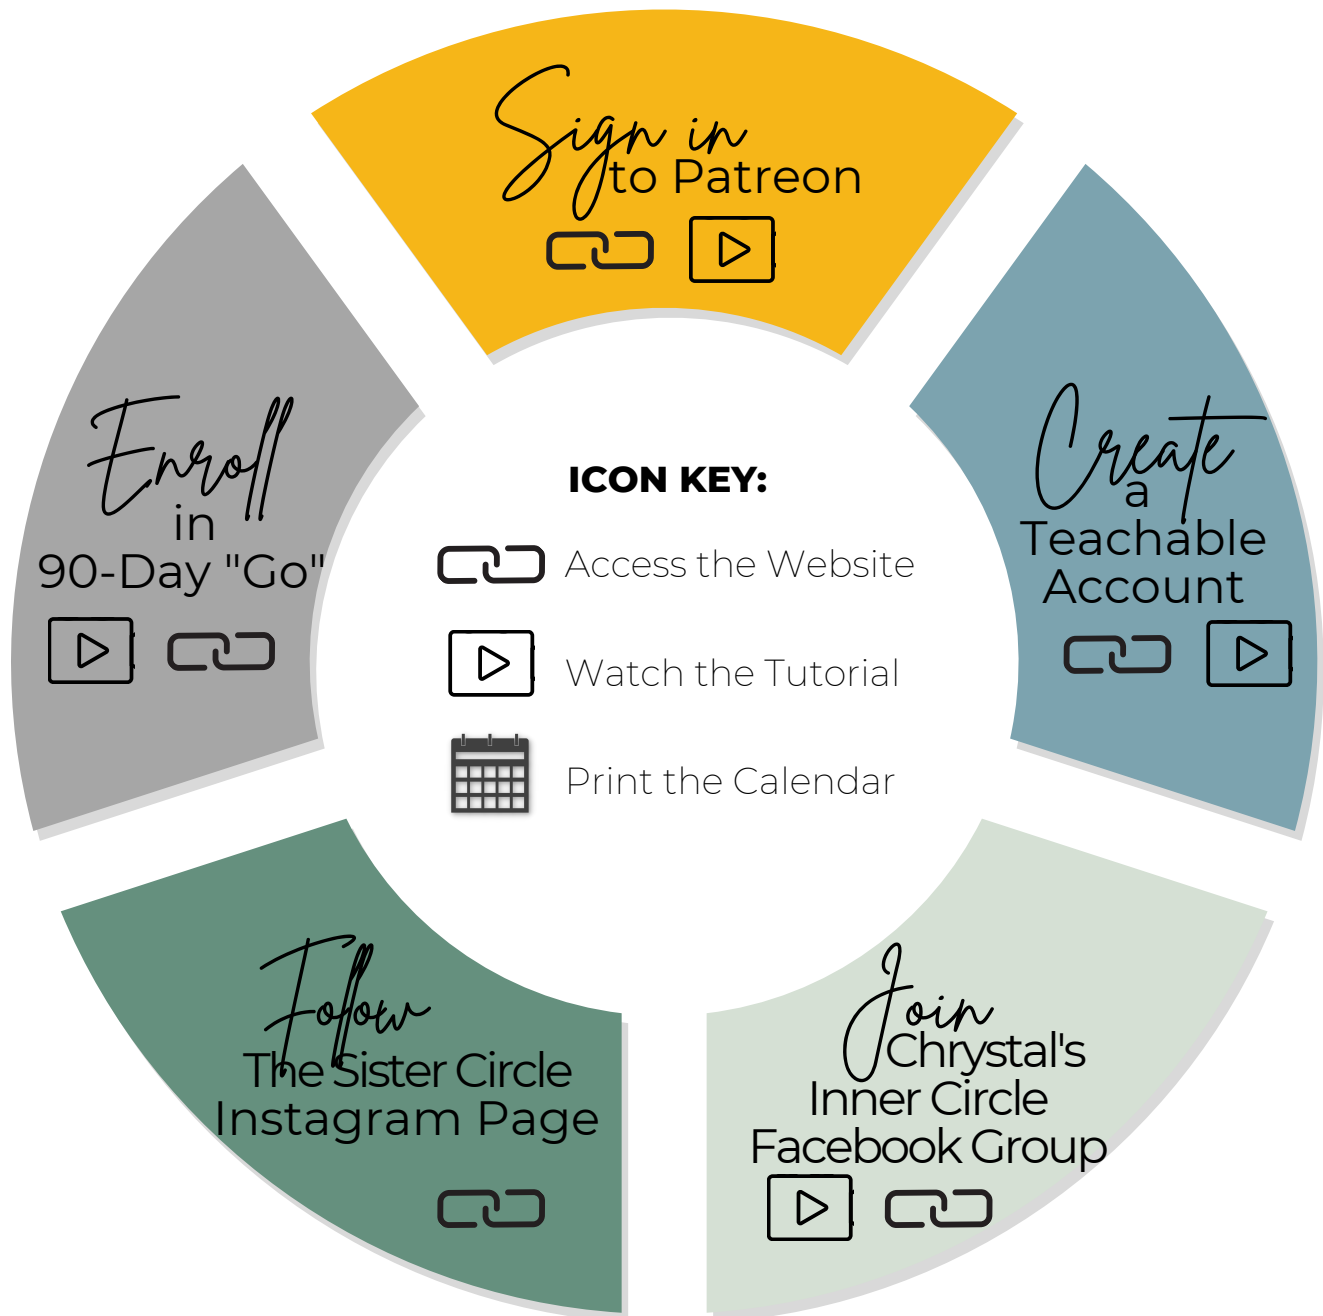 Sign in
to Patreon
Create
a
Teachable
Account
Join
Chrystal's
Inner Circle
Facebook Group
Follow
The Sister Circle
Instagram Page
Enroll
in
90-Day "Go"
ICON KEY:
Access the Website
Watch the Tutorial
Print the Calendar